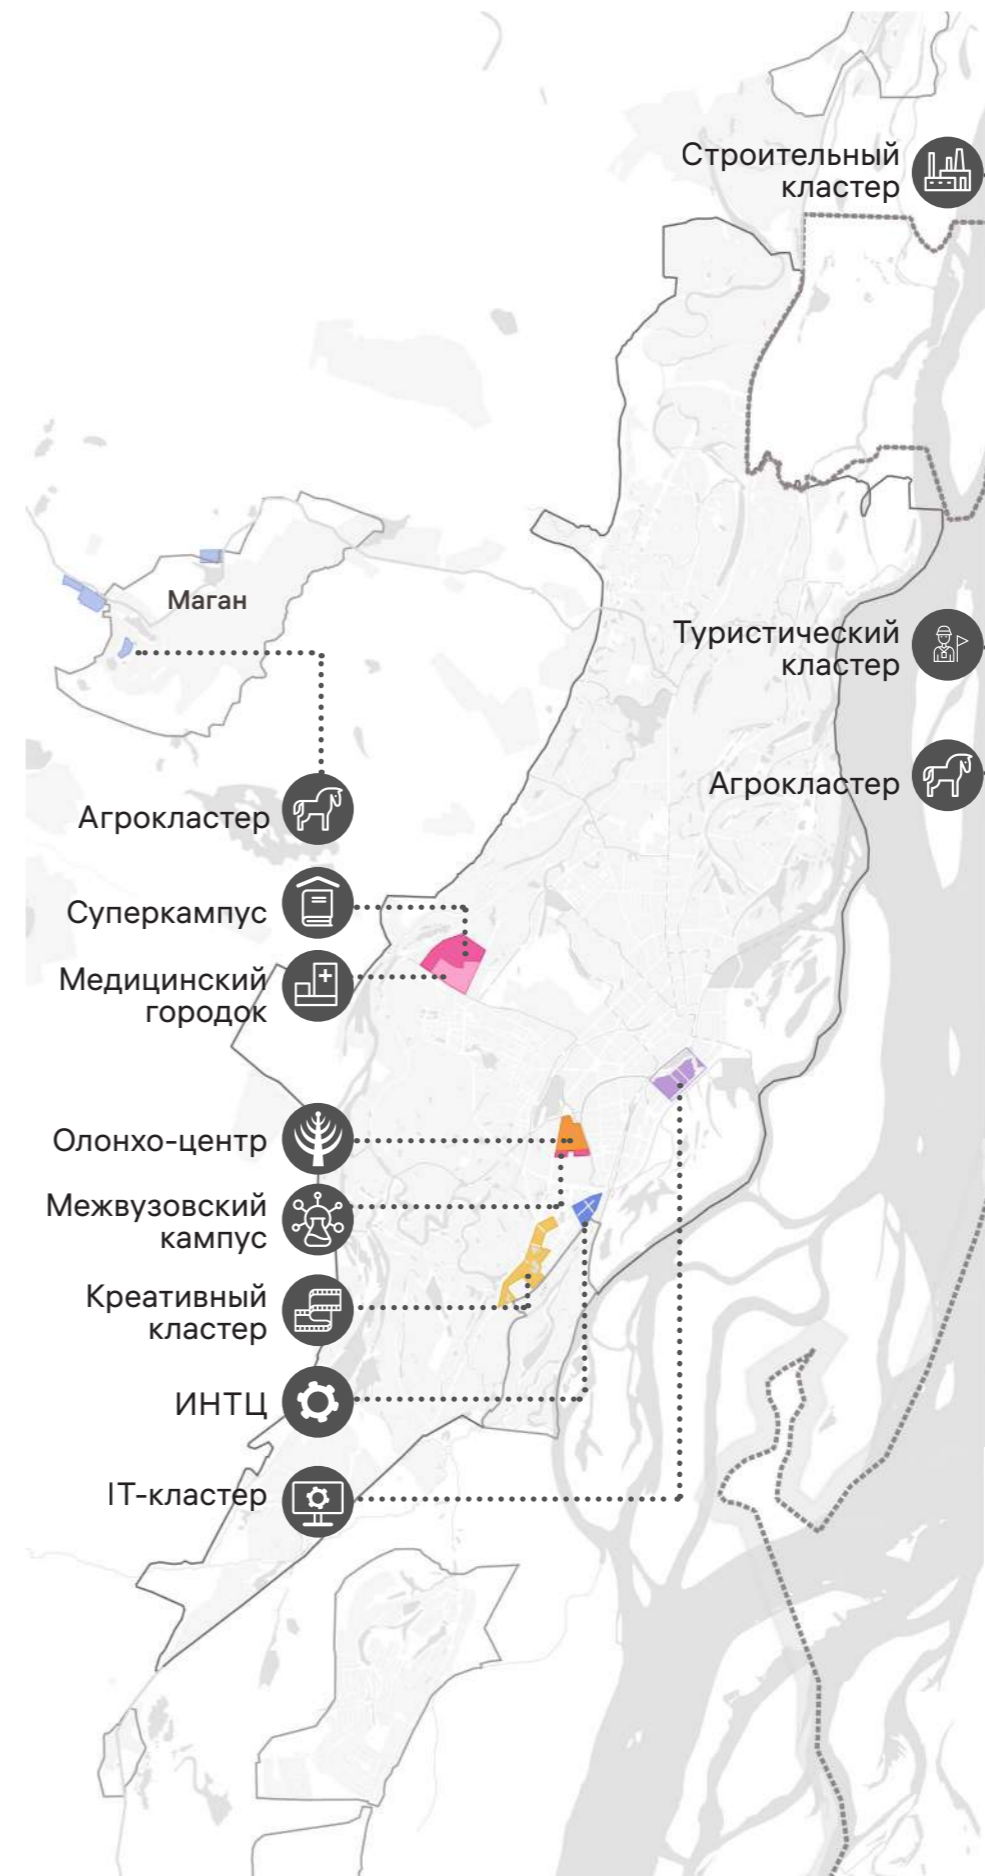 Строительный
кластер
Маган
Туристический
кластер
Агрокластер
Агрокластер
Суперкампус
Медицинский
городок
Олонхо-центр
Межвузовский
кампус
Креативный
кластер
ИНТЦ
IT-кластер